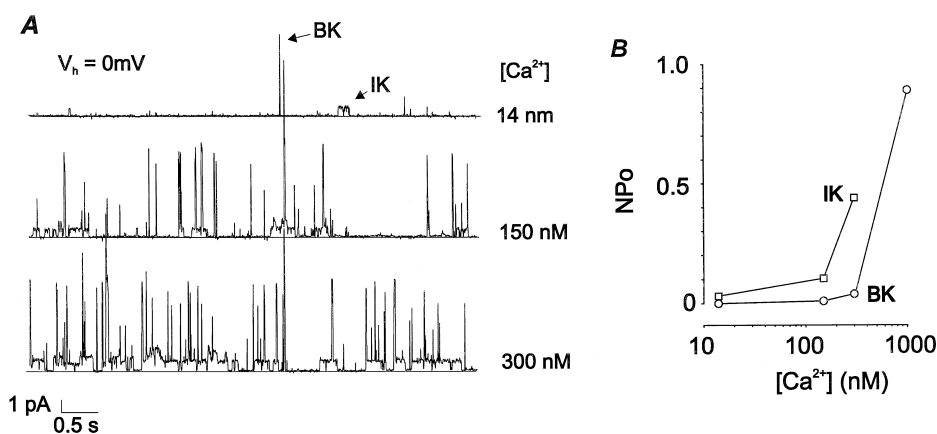 A
V_h = 0mV
BK
IK
[Ca²⁺]
14 nm
150 nM
300 nM
1 pA
0.5 s
B
1.0
0.5
0
NPo
IK
BK
10 100 1000
[Ca²⁺] (nM)